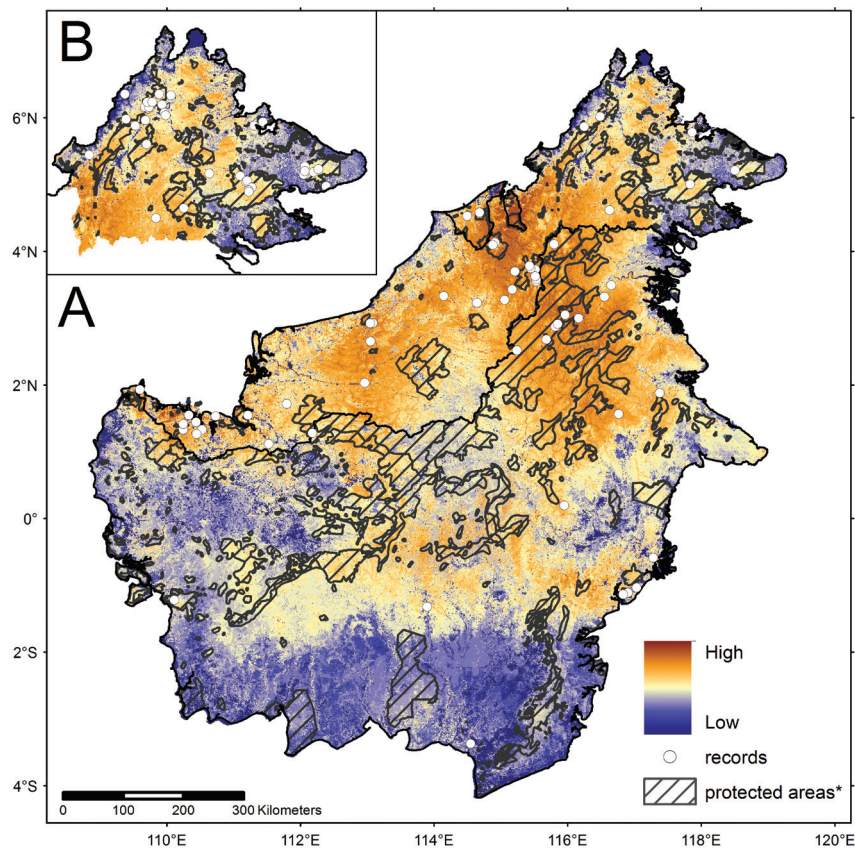 B
A
6°N
4°N
2°N
0°
2°S
4°S
High
Low
records
protected areas*
0 100 200 300 Kilometers
110°E 112°E 114°E 116°E 118°E 120°E